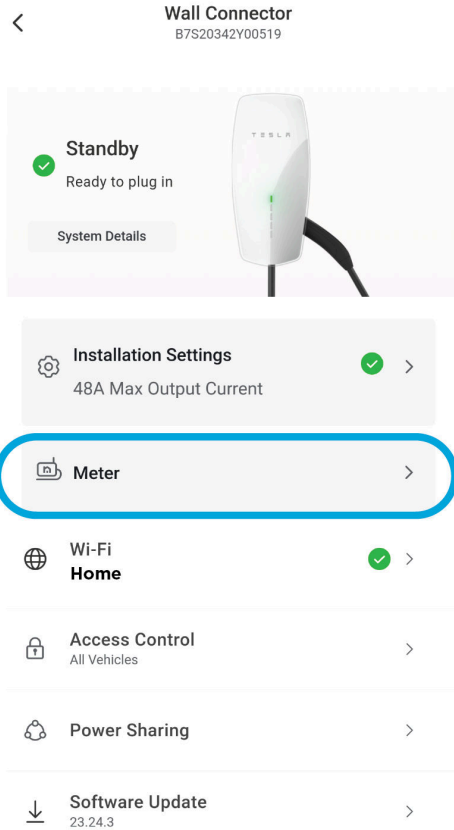 Wall Connector
B7S20342Y00519
TESLA
Standby
Ready to plug in
System Details
Installation Settings
48A Max Output Current
Meter
Wi-Fi
Home
Access Control
All Vehicles
Power Sharing
Software Update
23.24.3